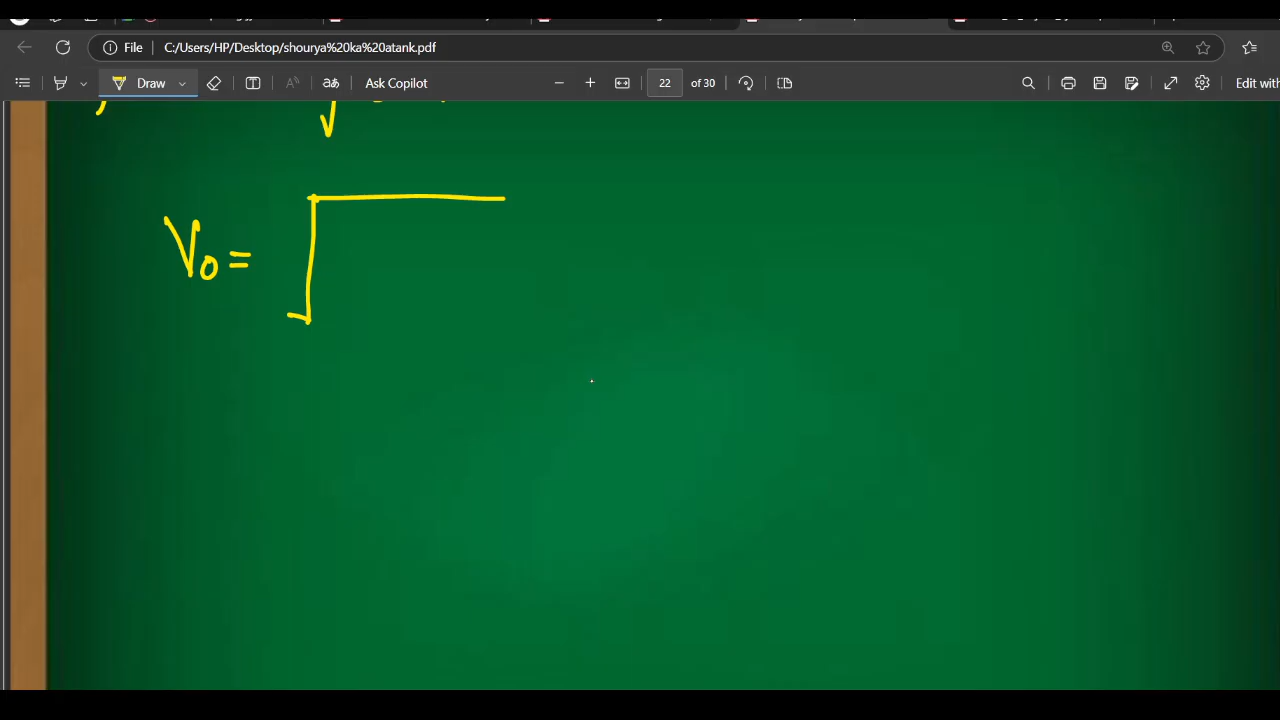 File C:/Users/HP/Desktop/shourya%20ka%20atank.pdf
Draw Ask Copilot 22 of 30 Edit with
V₀ = √